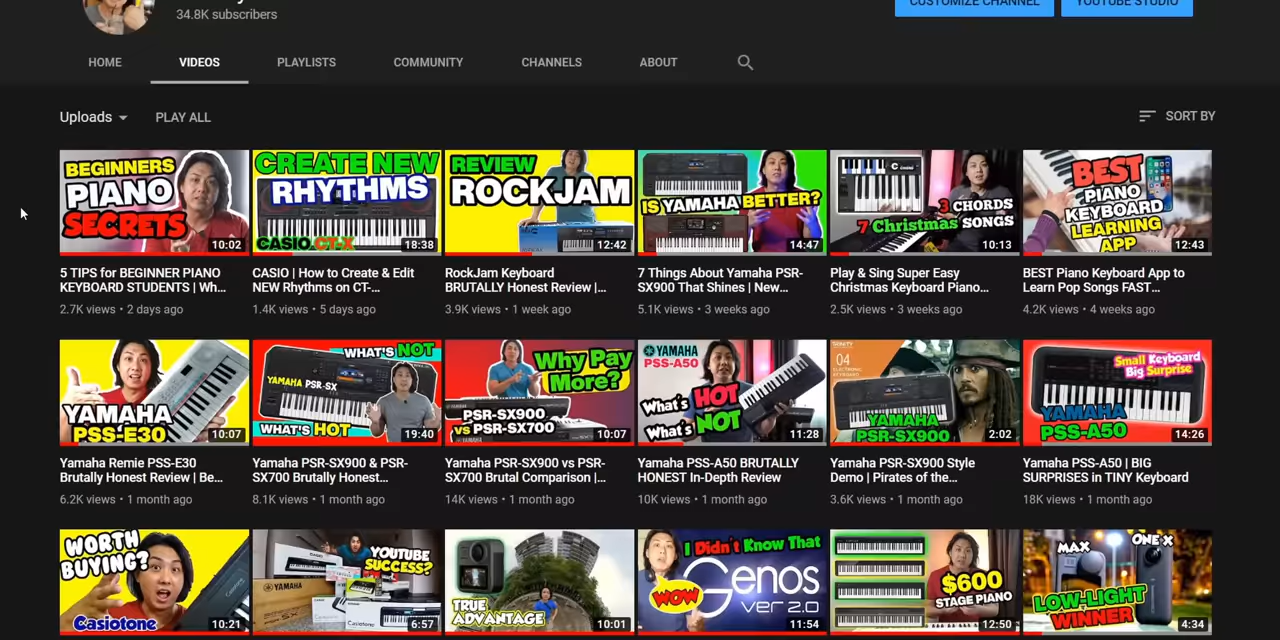 34.8K subscribers
CUSTOMIZE CHANNEL
YOUTUBE STUDIO
HOME
VIDEOS
PLAYLISTS
COMMUNITY
CHANNELS
ABOUT
Uploads
PLAY ALL
SORT BY
BEGINNERS
PIANO
SECRETS
10:02
CREATE NEW
RHYTHMS
CASIO CT-X
18:38
REVIEW
ROCKJAM
12:42
IS YAMAHA BETTER?
14:47
3 CHORDS
7 Christmas SONGS
10:13
BEST
PIANO
KEYBOARD
LEARNING
APP
12:43
5 TIPS for BEGINNER PIANO
KEYBOARD STUDENTS | Wh...
2.7K views • 2 days ago
CASIO | How to Create & Edit
NEW Rhythms on CT-...
1.4K views • 5 days ago
RockJam Keyboard
BRUTALLY Honest Review |...
3.9K views • 1 week ago
7 Things About Yamaha PSR-
SX900 That Shines | New...
5.1K views • 3 weeks ago
Play & Sing Super Easy
Christmas Keyboard Piano...
2.5K views • 3 weeks ago
BEST Piano Keyboard App to
Learn Pop Songs FAST...
4.2K views • 4 weeks ago
YAMAHA
PSS-E30
10:07
WHAT'S NOT
YAMAHA PSR-SX
WHAT'S HOT
19:40
Why Pay
More?
PSR-SX900
vs PSR-SX700
10:07
YAMAHA
PSS-A50
What's HOT
What's NOT
11:28
04
YAMAHA
PSR-SX900
2:02
Small Keyboard
Big Surprise
YAMAHA
PSS-A50
14:26
Yamaha Remie PSS-E30
Brutally Honest Review | Be...
6.2K views • 1 month ago
Yamaha PSR-SX900 & PSR-
SX700 Brutally Honest...
8.1K views • 1 month ago
Yamaha PSR-SX900 vs PSR-
SX700 Brutal Comparison |...
14K views • 1 month ago
Yamaha PSS-A50 BRUTALLY
HONEST In-Depth Review
10K views • 1 month ago
Yamaha PSR-SX900 Style
Demo | Pirates of the...
3.6K views • 1 month ago
Yamaha PSS-A50 | BIG
SURPRISES in TINY Keyboard
18K views • 1 month ago
WORTH
BUYING?
Casiotone
10:21
YOUTUBE
SUCCESS?
YAMAHA
6:57
TRUE
ADVANTAGE
10:01
I Didn't Know That
WOW
Genos
ver 2.0
11:54
$600
STAGE PIANO
12:50
MAX
ONE X
LOW-LIGHT
WINNER
4:34